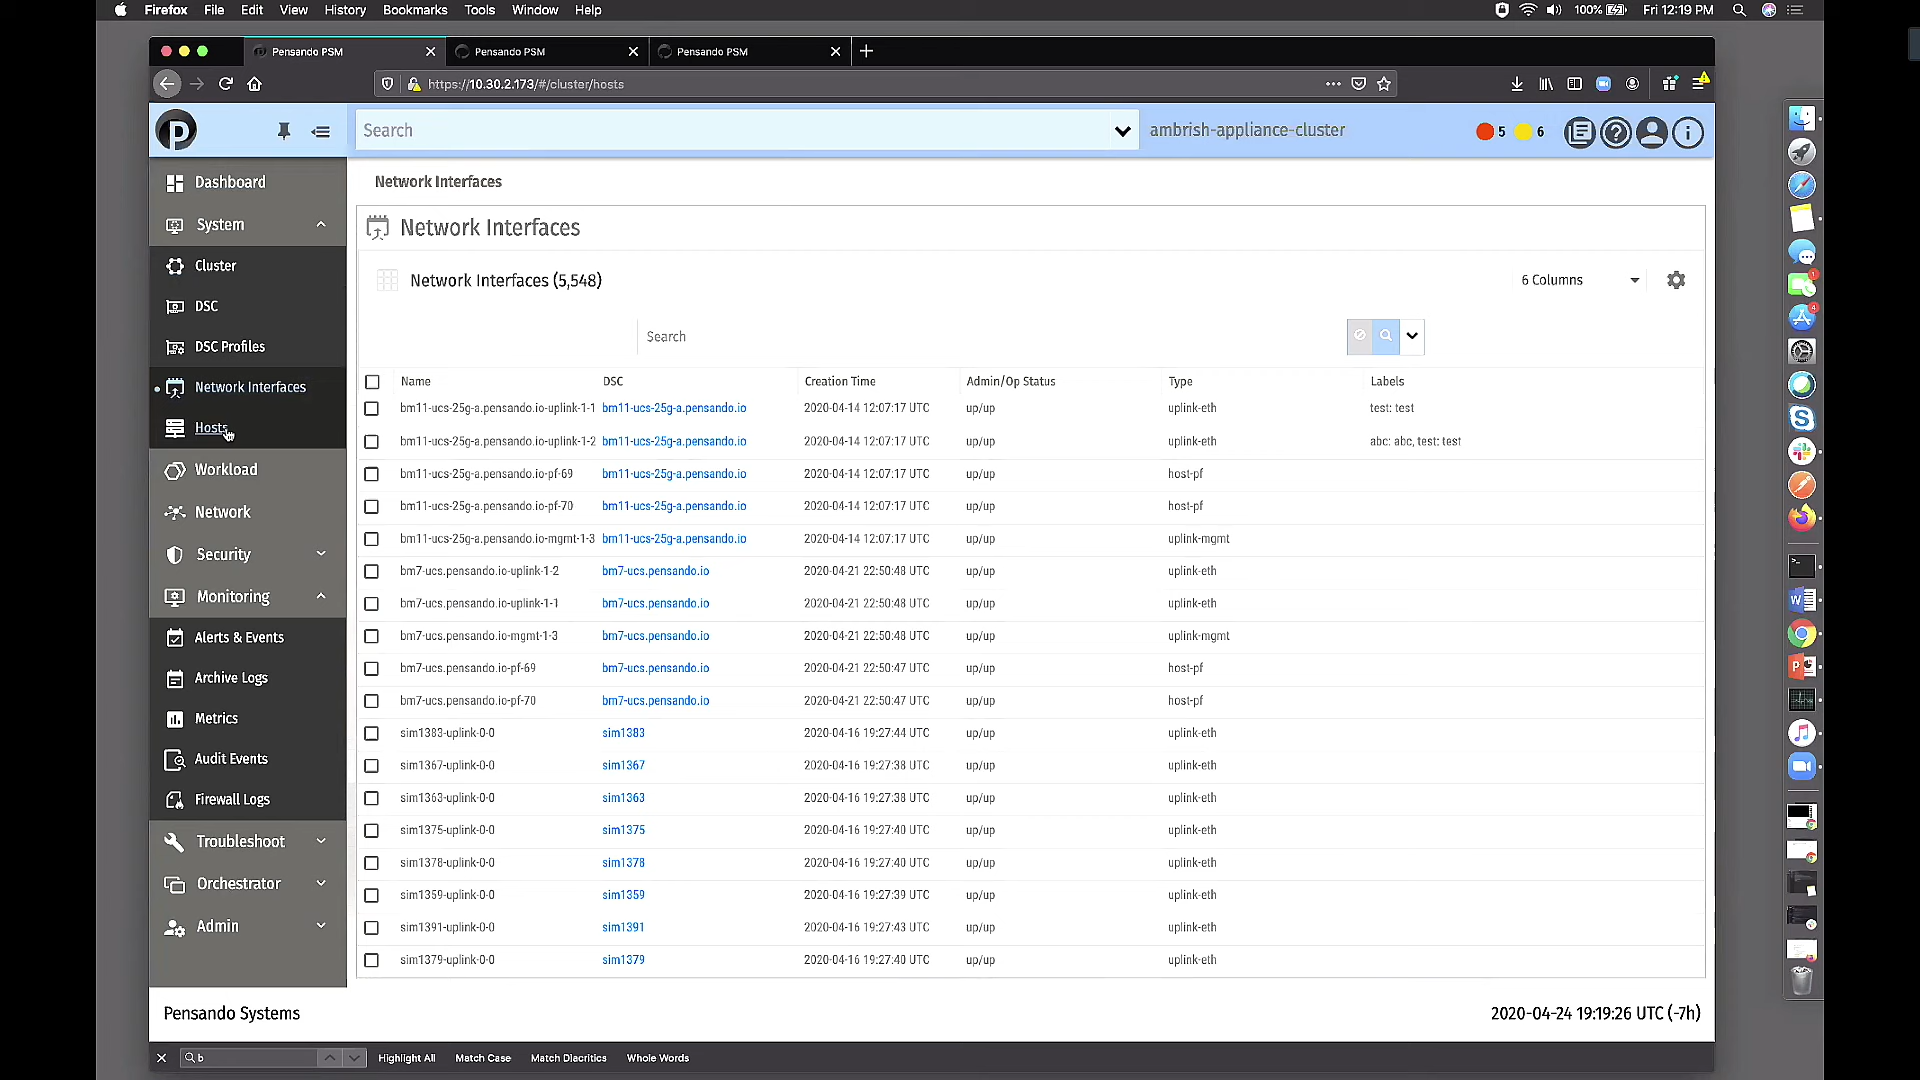 Firefox File Edit View History Bookmarks Tools Window Help 100% Fri 12:19 PM
Pensando PSM Pensando PSM Pensando PSM
https://10.30.2.173/#/cluster/hosts
Search ambrish-appliance-cluster 5 6
Dashboard
System
Cluster
DSC
DSC Profiles
Network Interfaces
Hosts
Workload
Network
Security
Monitoring
Alerts & Events
Archive Logs
Metrics
Audit Events
Firewall Logs
Troubleshoot
Orchestrator
Admin
Network Interfaces
Network Interfaces
Network Interfaces (5,548) 6 Columns
Search
Name DSC Creation Time Admin/Op Status Type Labels
bm11-ucs-25g-a.pensando.io-uplink-1-1 bm11-ucs-25g-a.pensando.io 2020-04-14 12:07:17 UTC up/up uplink-eth test: test
bm11-ucs-25g-a.pensando.io-uplink-1-2 bm11-ucs-25g-a.pensando.io 2020-04-14 12:07:17 UTC up/up uplink-eth abc: abc, test: test
bm11-ucs-25g-a.pensando.io-pf-69 bm11-ucs-25g-a.pensando.io 2020-04-14 12:07:17 UTC up/up host-pf
bm11-ucs-25g-a.pensando.io-pf-70 bm11-ucs-25g-a.pensando.io 2020-04-14 12:07:17 UTC up/up host-pf
bm11-ucs-25g-a.pensando.io-mgmt-1-3 bm11-ucs-25g-a.pensando.io 2020-04-14 12:07:17 UTC up/up uplink-mgmt
bm7-ucs.pensando.io-uplink-1-2 bm7-ucs.pensando.io 2020-04-21 22:50:48 UTC up/up uplink-eth
bm7-ucs.pensando.io-uplink-1-1 bm7-ucs.pensando.io 2020-04-21 22:50:48 UTC up/up uplink-eth
bm7-ucs.pensando.io-mgmt-1-3 bm7-ucs.pensando.io 2020-04-21 22:50:48 UTC up/up uplink-mgmt
bm7-ucs.pensando.io-pf-69 bm7-ucs.pensando.io 2020-04-21 22:50:47 UTC up/up host-pf
bm7-ucs.pensando.io-pf-70 bm7-ucs.pensando.io 2020-04-21 22:50:47 UTC up/up host-pf
sim1383-uplink-0-0 sim1383 2020-04-16 19:27:44 UTC up/up uplink-eth
sim1367-uplink-0-0 sim1367 2020-04-16 19:27:38 UTC up/up uplink-eth
sim1363-uplink-0-0 sim1363 2020-04-16 19:27:38 UTC up/up uplink-eth
sim1375-uplink-0-0 sim1375 2020-04-16 19:27:40 UTC up/up uplink-eth
sim1378-uplink-0-0 sim1378 2020-04-16 19:27:40 UTC up/up uplink-eth
sim1359-uplink-0-0 sim1359 2020-04-16 19:27:39 UTC up/up uplink-eth
sim1391-uplink-0-0 sim1391 2020-04-16 19:27:43 UTC up/up uplink-eth
sim1379-uplink-0-0 sim1379 2020-04-16 19:27:40 UTC up/up uplink-eth
Pensando Systems 2020-04-24 19:19:26 UTC (-7h)
b Highlight All Match Case Match Diacritics Whole Words